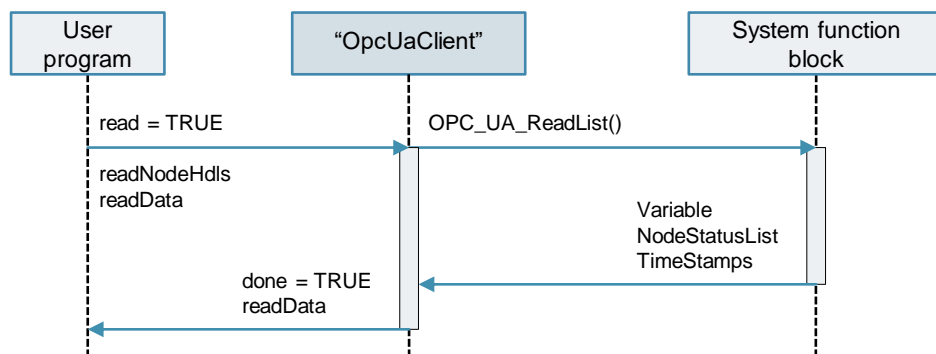 User
program
“OpcUaClient”
System function
block
read = TRUE
OPC_UA_ReadList()
readNodeHdls
readData
Variable
NodeStatusList
TimeStamps
done = TRUE
readData